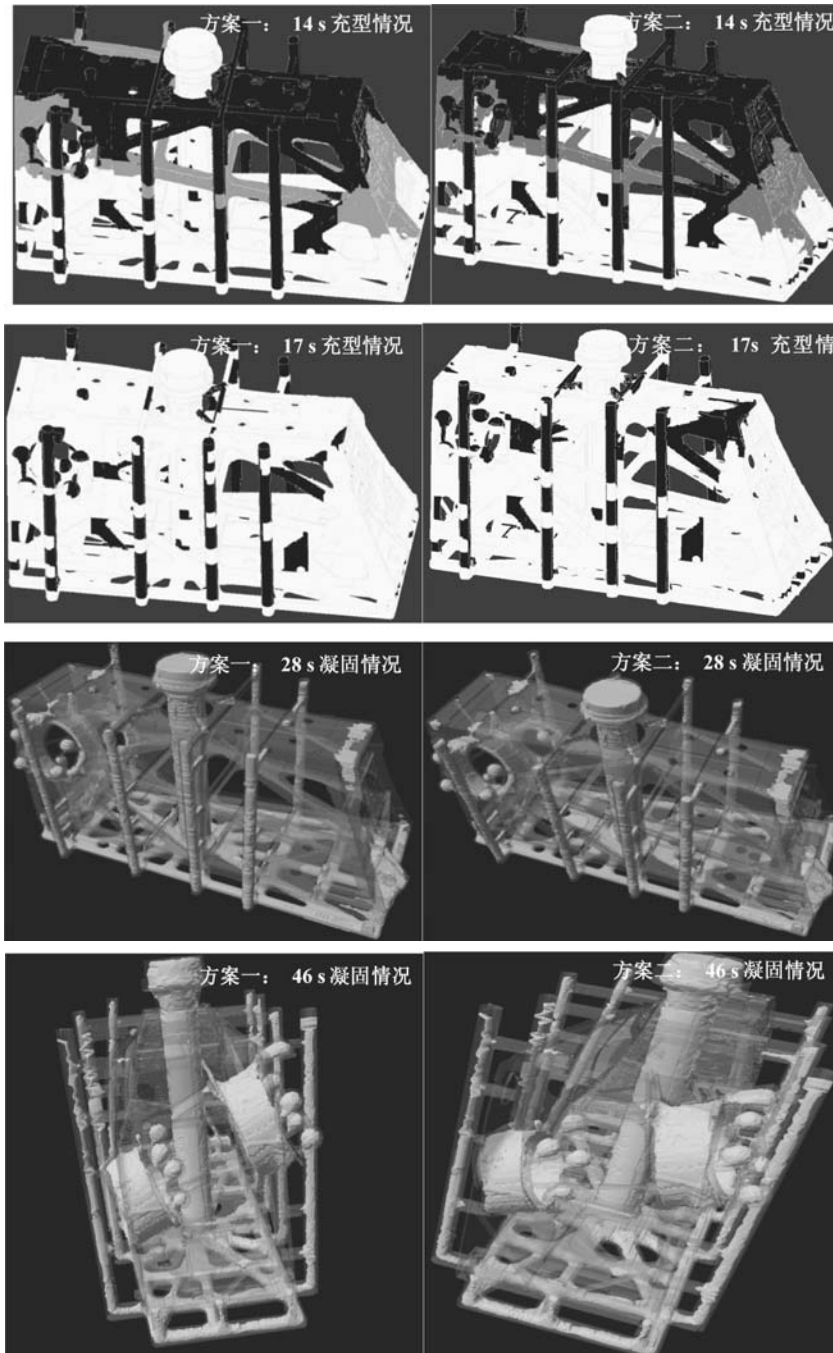 方案一： 14 s 充型情况
方案二： 14 s 充型情况
方案一： 17 s 充型情况
方案二： 17s 充型情
方案一： 28 s 凝固情况
方案二： 28 s 凝固情况
方案一： 46 s 凝固情况
方案二： 46 s 凝固情况